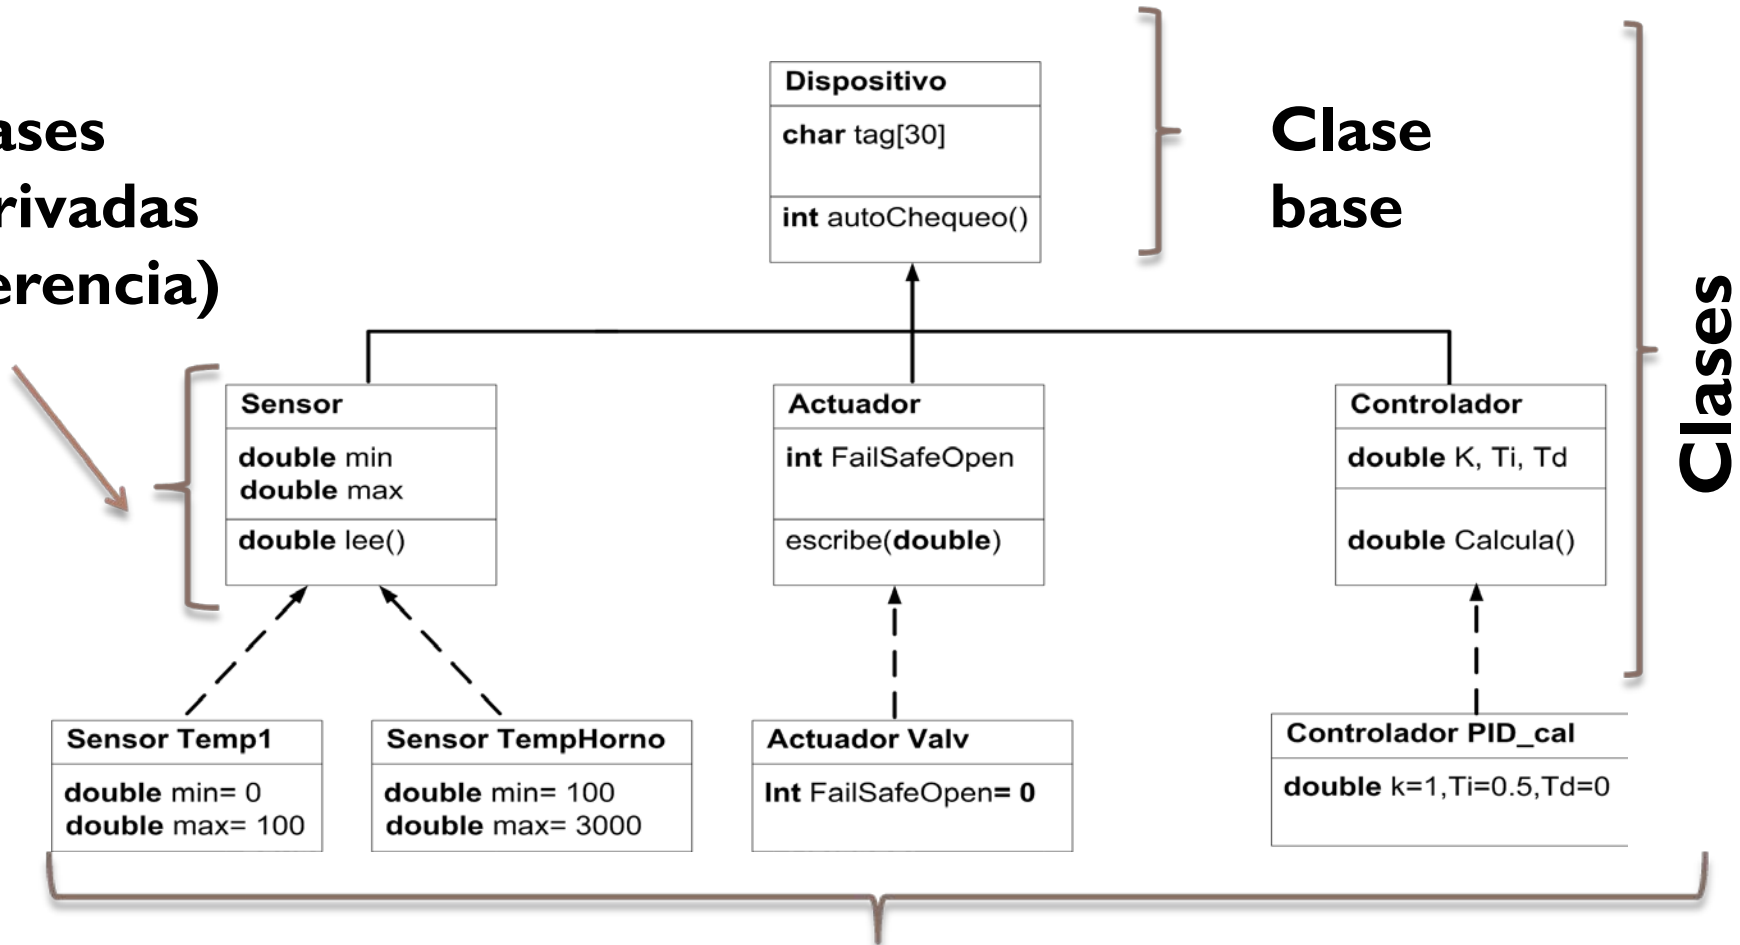 Dispositivo
char tag[30]
int autoChequeo()
Clase
base
ases
rivadas
erencia)
Clases
Sensor
double min
double max
double lee()
Actuador
int FailSafeOpen
escribe(double)
Controlador
double K, Ti, Td
double Calcula()
Sensor Temp1
double min= 0
double max= 100
Sensor TempHorno
double min= 100
double max= 3000
Actuador Valv
Int FailSafeOpen= 0
Controlador PID_cal
double k=1,Ti=0.5,Td=0